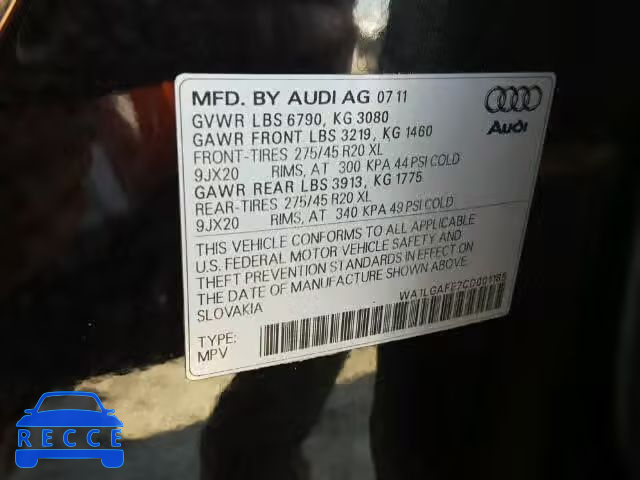 MFD. BY AUDI AG 07 11
GVWR LBS 6790, KG 3080
GAWR FRONT LBS 3219, KG 1460
FRONT-TIRES 275/45 R20 XL
9JX20 RIMS, AT 300 KPA 44 PSI COLD
GAWR REAR LBS 3913, KG 1775
REAR-TIRES 275/45 R20 XL
9JX20 RIMS, AT 340 KPA 49 PSI COLD
THIS VEHICLE CONFORMS TO ALL APPLICABLE
U.S. FEDERAL MOTOR VEHICLE SAFETY AND
THEFT PREVENTION STANDARDS IN EFFECT ON
THE DATE OF MANUFACTURE SHOWN ABOVE.
SLOVAKIA
WA1LGAFE7CD001185
TYPE:
MPV
Audi
RECCE